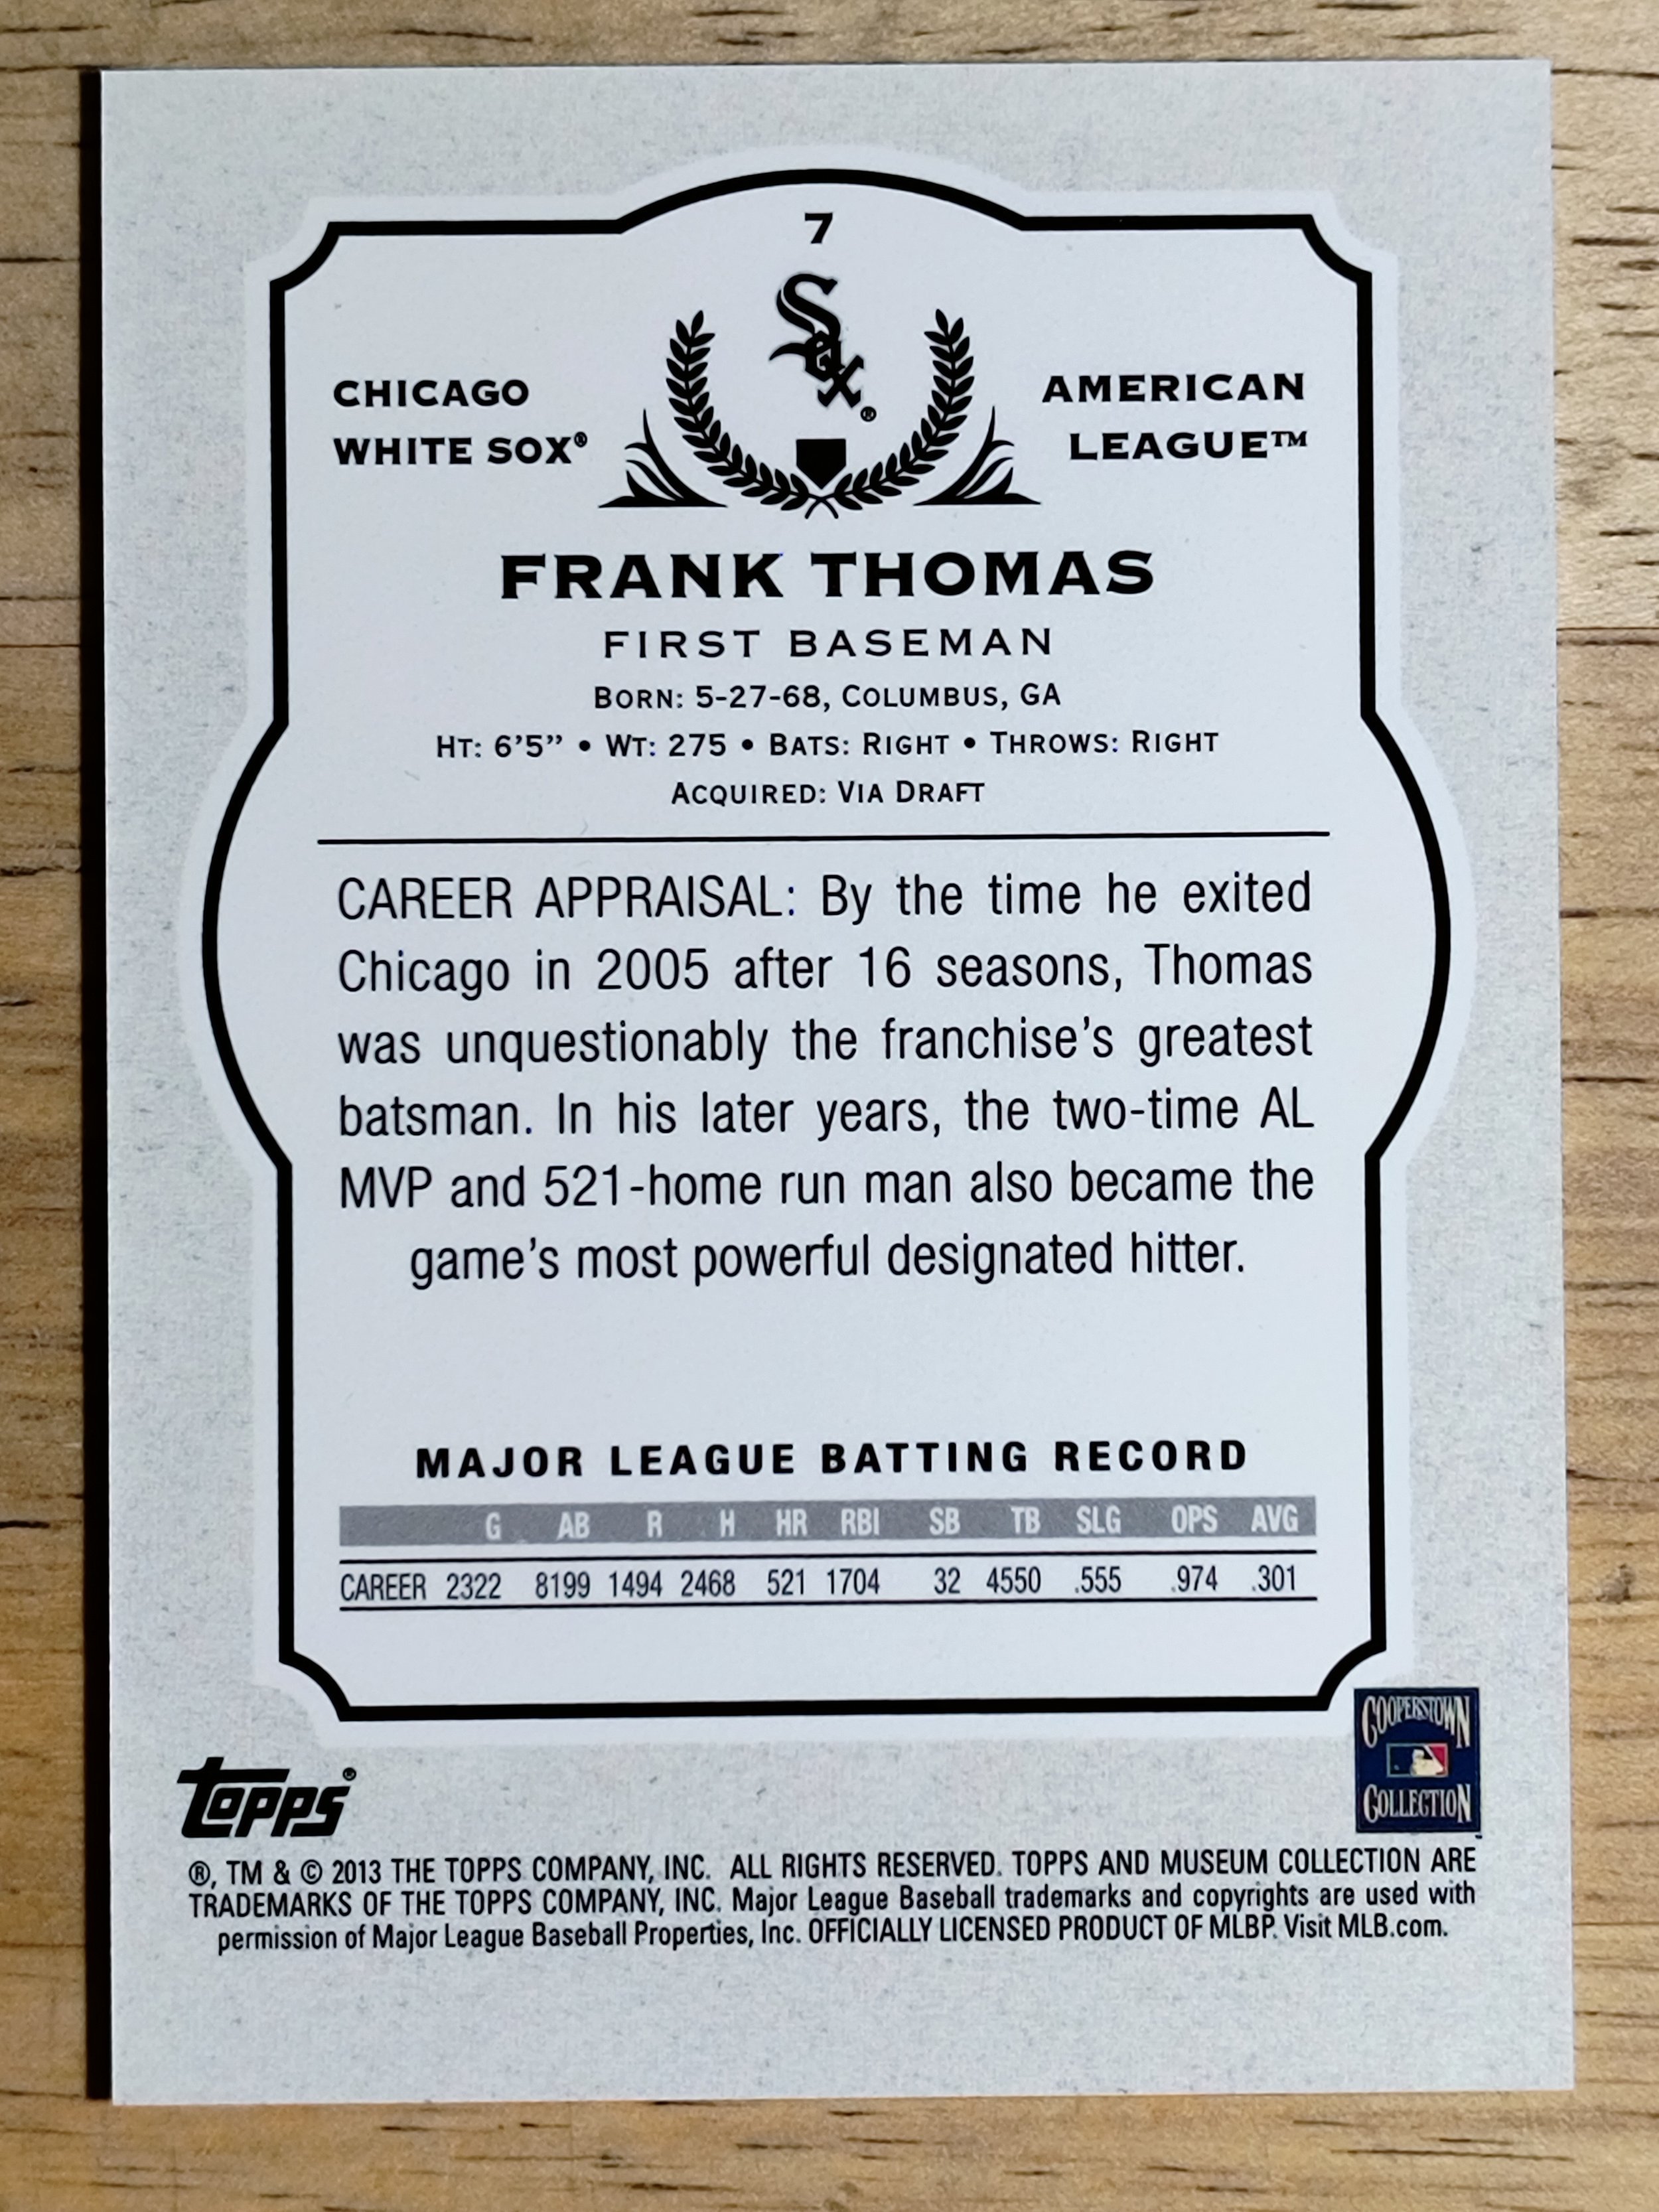 7
Sox®
CHICAGO
WHITE SOX®
AMERICAN
LEAGUE™
FRANK THOMAS
FIRST BASEMAN
BORN: 5-27-68, COLUMBUS, GA
HT: 6'5” • WT: 275 • BATS: RIGHT • THROWS: RIGHT
ACQUIRED: VIA DRAFT
CAREER APPRAISAL: By the time he exited
Chicago in 2005 after 16 seasons, Thomas
was unquestionably the franchise's greatest
batsman. In his later years, the two-time AL
MVP and 521-home run man also became the
game's most powerful designated hitter.
MAJOR LEAGUE BATTING RECORD
G AB R H HR RBI SB TB SLG OPS AVG
CAREER 2322 8199 1494 2468 521 1704 32 4550 .555 .974 .301
COOPERSTOWN
COLLECTION
topps®
®, TM & © 2013 THE TOPPS COMPANY, INC. ALL RIGHTS RESERVED. TOPPS AND MUSEUM COLLECTION ARE
TRADEMARKS OF THE TOPPS COMPANY, INC. Major League Baseball trademarks and copyrights are used with
permission of Major League Baseball Properties, Inc. OFFICIALLY LICENSED PRODUCT OF MLBP. Visit MLB.com.